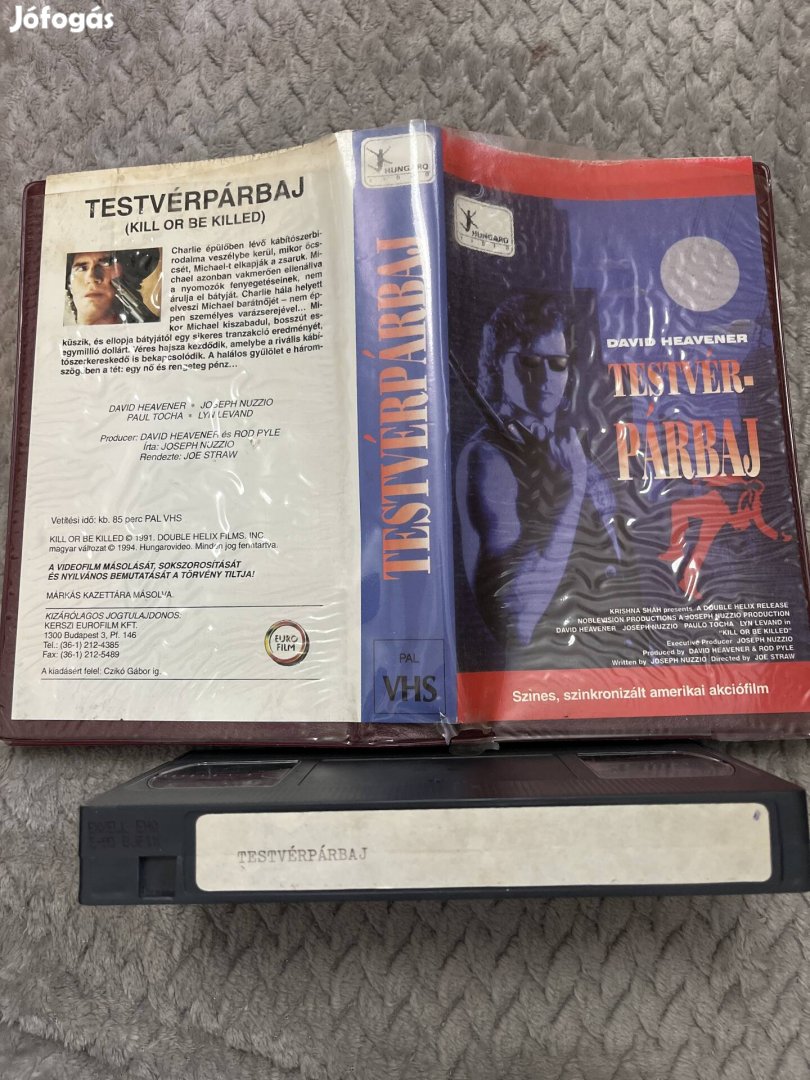 Jófogás
TESTVÉRPÁRBAJ
(KILL OR BE KILLED)
Charlie épülőben lévő kábítószerbi-
rodalma veszélybe kerül, mikor öcs-
csét, Michael-t elkapják a zsaruk. Mi-
chael azonban vakmerően ellenállva
a nyomozók fenyegetéseinek, nem
árulja el bátyját. Charlie hála helyett
elveszi Michael barátnőjét – nem ép-
pen személyes varázserejével... Mi-
kor Michael kiszabadul, bosszút es-
küszik, és ellopja bátyjától egy sikeres tranzakció eredményét,
egymillió dollárt. Véres hajsza kezdődik, amelybe a rivális kábí-
tószerkereskedő is bekapcsolódik. A halálos gyűlölet e három-
szögében a tét: egy nő és rengeteg pénz...
DAVID HEAVENER • JOSEPH NUZZIO
PAUL TOCHA • LYN LEVAND
Producer: DAVID HEAVENER és ROD PYLE
Írta: JOSEPH NUZZIO
Rendezte: JOE STRAW
Vetítési idő: kb. 85 perc PAL VHS
KILL OR BE KILLED © 1991. DOUBLE HELIX FILMS, INC
magyar változat © 1994. Hungarovideo. Minden jog fenntartva.
A VIDEOFILM MÁSOLÁSÁT, SOKSZOROSÍTÁSÁT
ÉS NYILVÁNOS BEMUTATÁSÁT A TÖRVÉNY TILTJA!
MÁRKÁS KAZETTÁRA MÁSOLVA.
KIZÁRÓLAGOS JOGTULAJDONOS:
KERSZI EUROFILM KFT.
1300 Budapest 3, Pf. 146
Tel.: (36-1) 212-4385
Fax: (36-1) 212-5489
A kiadásért felel: Czikó Gábor ig.
EURO
FILM
HUNGARO
VIDEO
TESTVÉRPÁRBAJ
PAL
VHS
HUNGARO
VIDEO
DAVID HEAVENER
TESTVÉR-
PÁRBAJ
KRISHNA SHAH presents A DOUBLE HELIX RELEASE
NOBLEVISION PRODUCTIONS A JOSEPH NUZZIO PRODUCTION
DAVID HEAVENER JOSEPH NUZZIO PAULO TOCHA LYN LEVAND in
"KILL OR BE KILLED"
Executive Producer JOSEPH NUZZIO
Produced by DAVID HEAVENER & ROD PYLE
Written by JOSEPH NUZZIO Directed by JOE STRAW
Színes, szinkronizált amerikai akciófilm
TESTVÉRPÁRBAJ